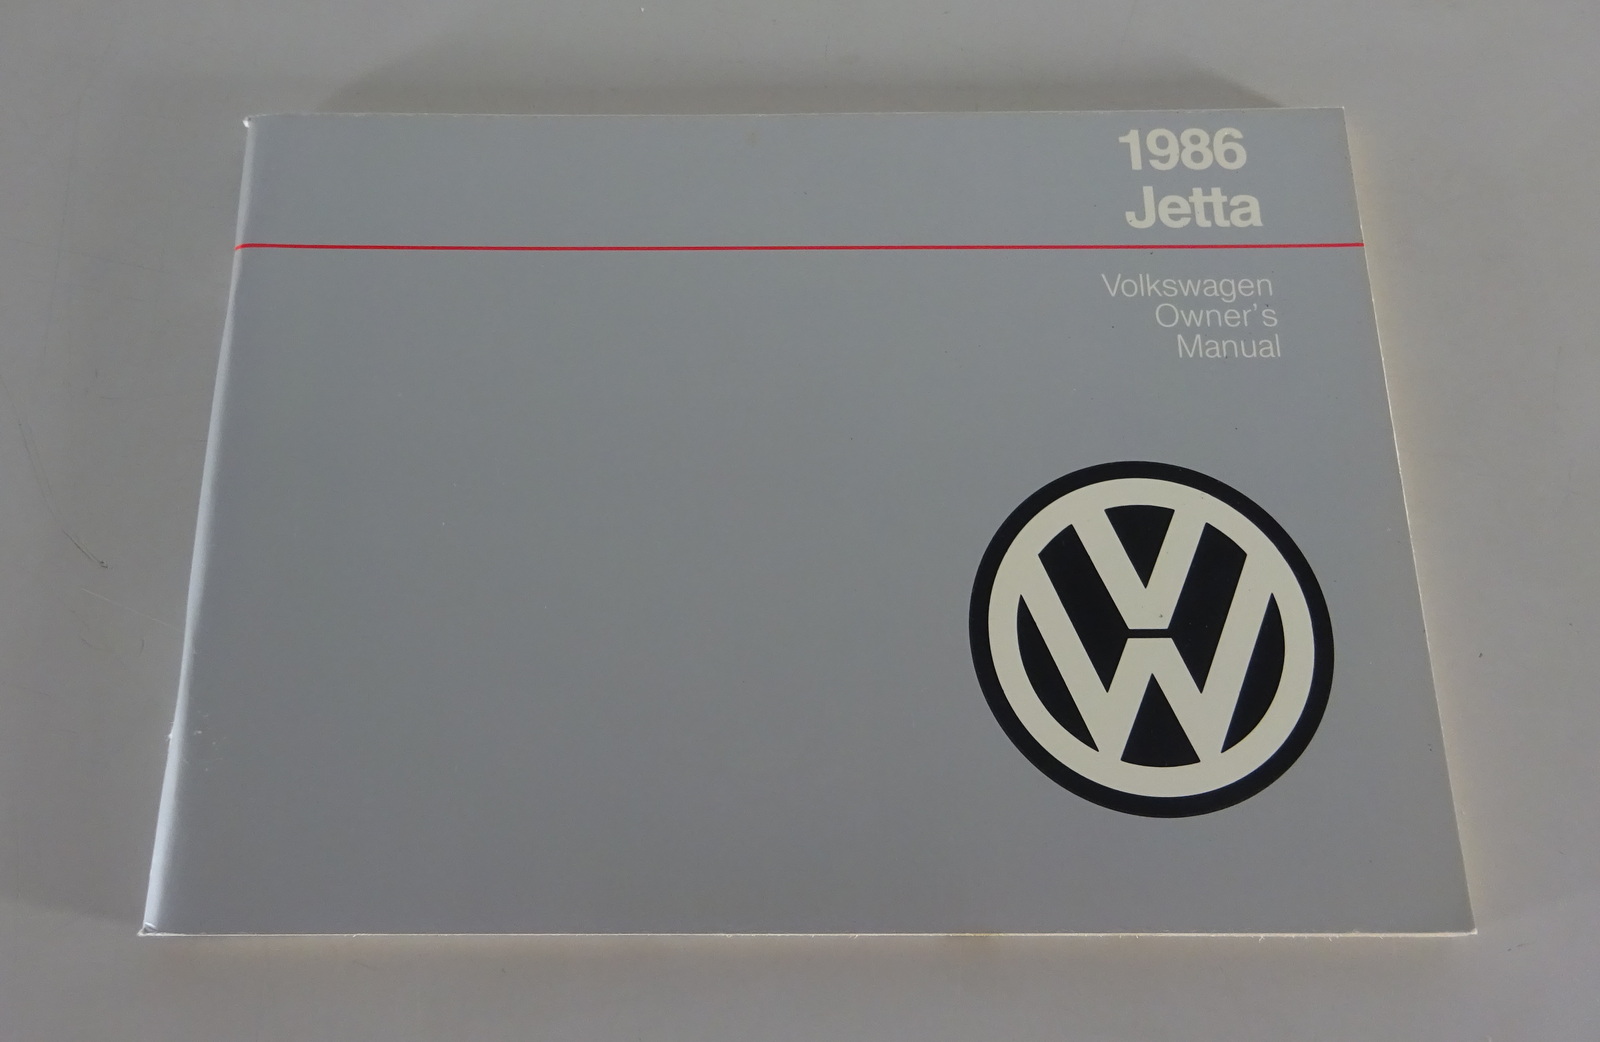 1986
Jetta
Volkswagen
Owner's
Manual